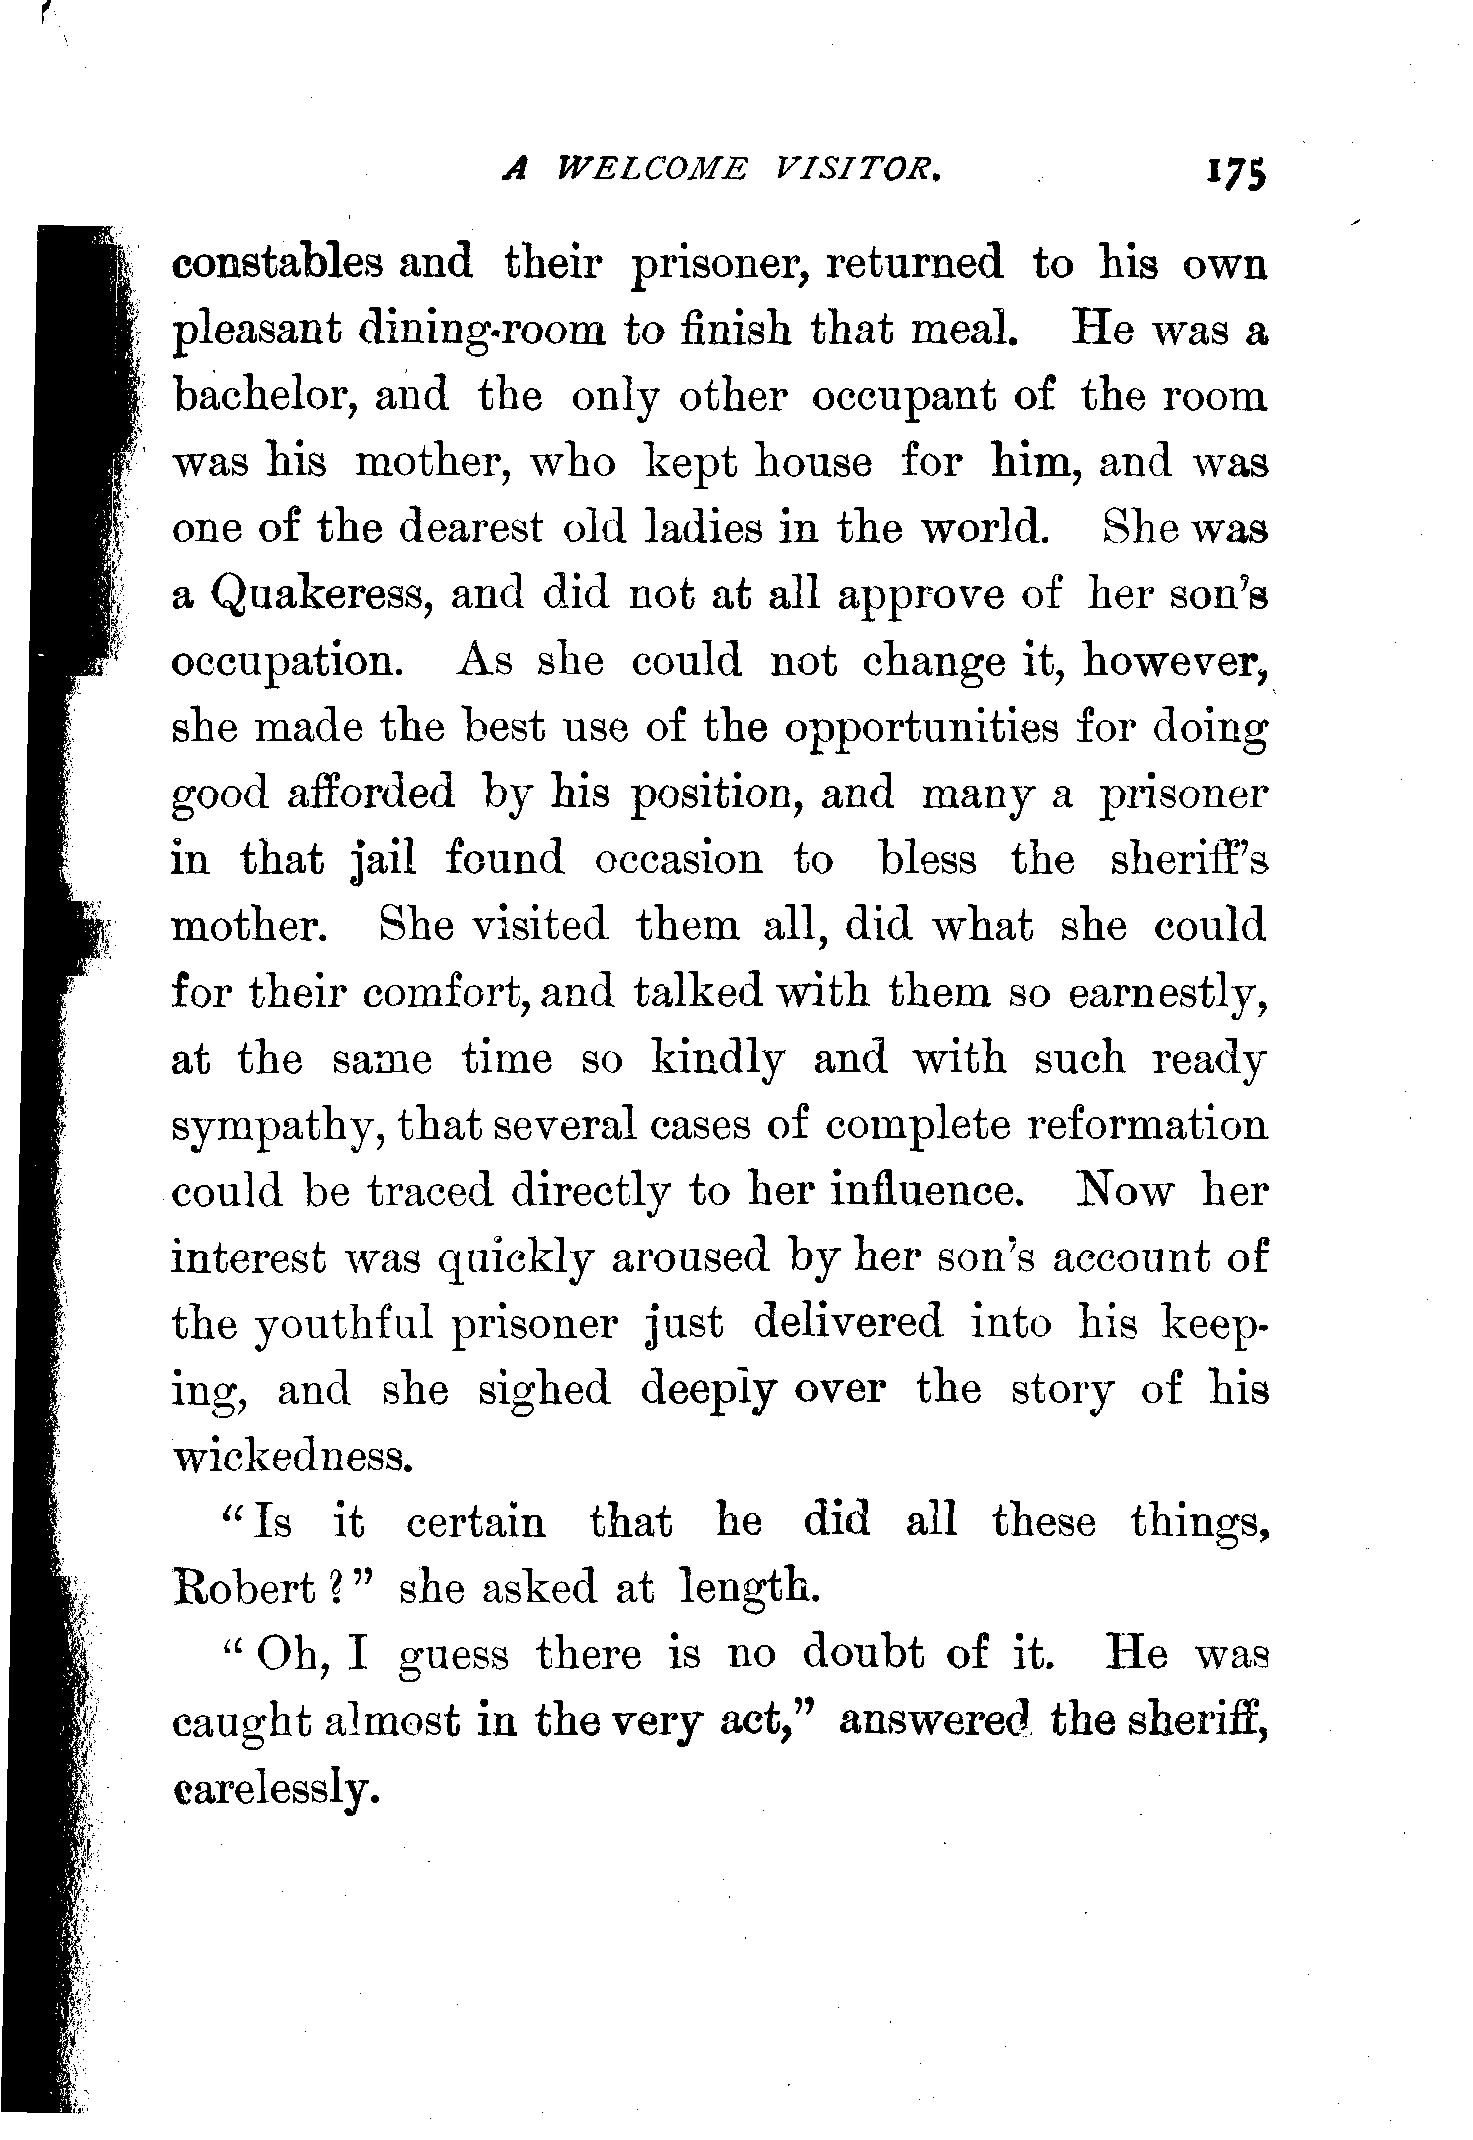 A WELCOME VISITOR. 175
constables and their prisoner, returned to his own
pleasant dining-room to finish that meal. He was a
bachelor, and the only other occupant of the room
was his mother, who kept house for him, and was
one of the dearest old ladies in the world. She was
a Quakeress, and did not at all approve of her son's
occupation. As she could not change it, however,
she made the best use of the opportunities for doing
good afforded by his position, and many a prisoner
in that jail found occasion to bless the sheriff's
mother. She visited them all, did what she could
for their comfort, and talked with them so earnestly,
at the same time so kindly and with such ready
sympathy, that several cases of complete reformation
could be traced directly to her influence. Now her
interest was quickly aroused by her son's account of
the youthful prisoner just delivered into his keep-
ing, and she sighed deeply over the story of his
wickedness.
"Is it certain that he did all these things,
Robert?" she asked at length.
"Oh, I guess there is no doubt of it. He was
caught almost in the very act," answered the sheriff,
carelessly.